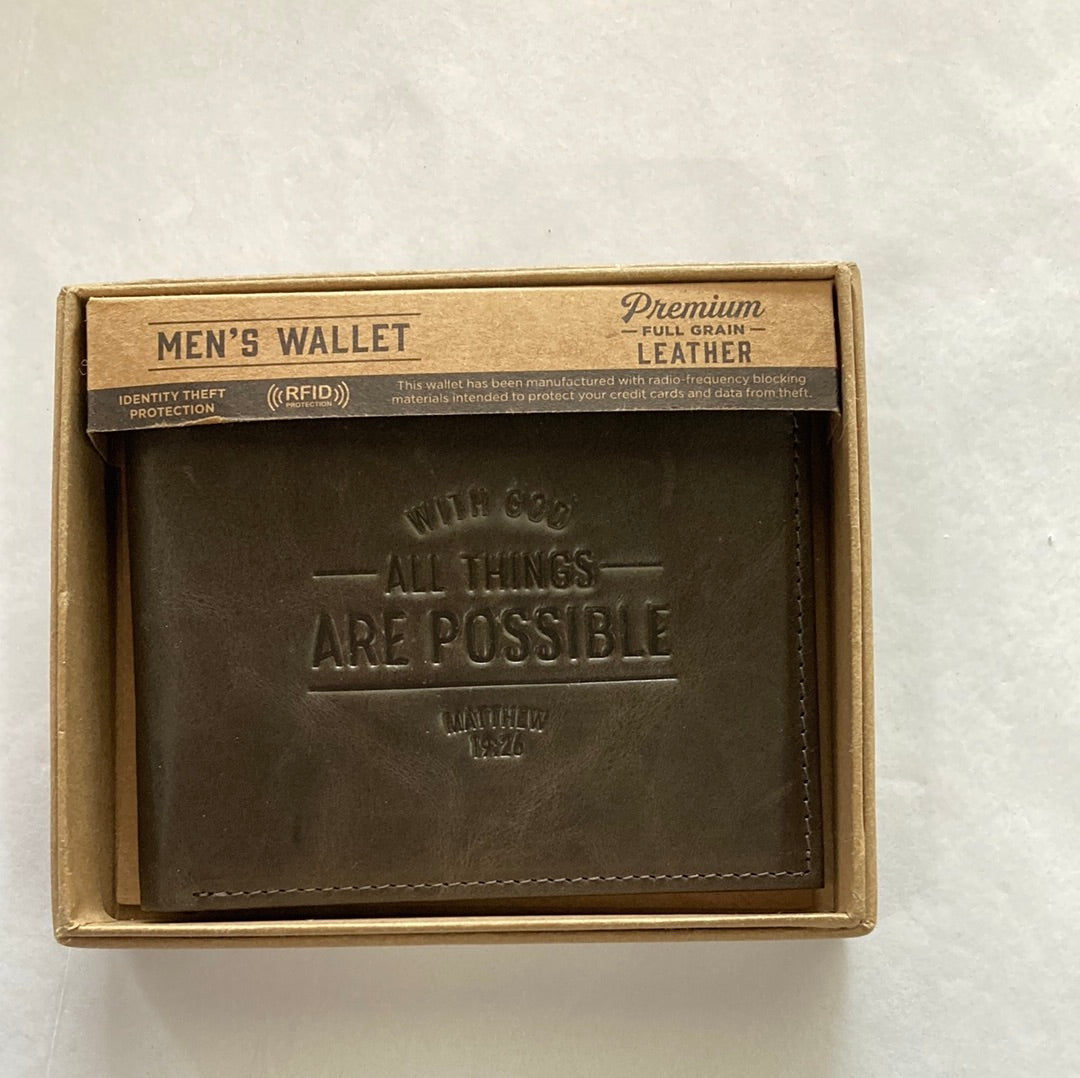 MEN'S WALLET
Premium
FULL GRAIN
LEATHER
IDENTITY THEFT
PROTECTION
RFID
PROTECTION
This wallet has been manufactured with radio-frequency blocking
materials intended to protect your credit cards and data from theft.
WITH GOD
ALL THINGS
ARE POSSIBLE
MATTHEW
19:26